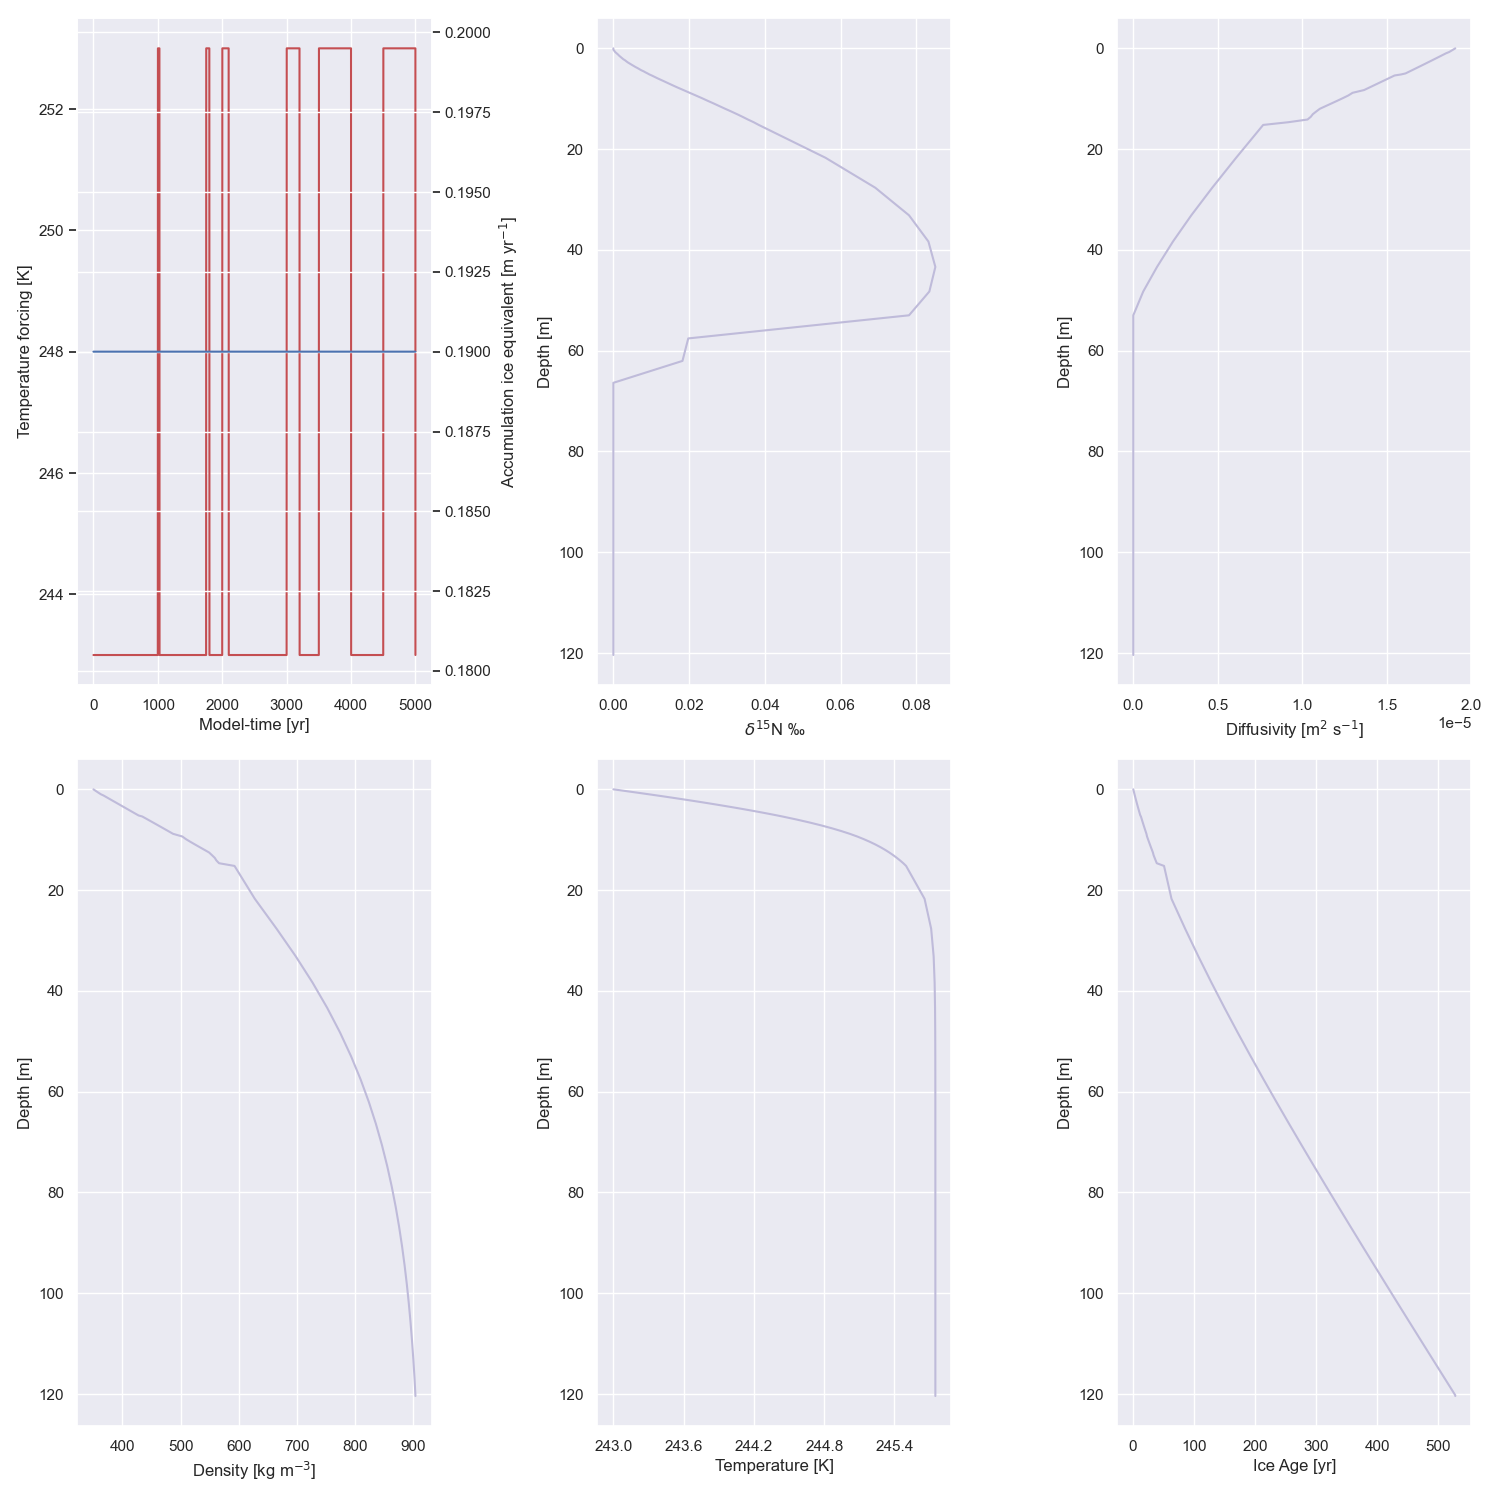 Temperature forcing [K]
252
250
248
246
244
0 1000 2000 3000 4000 5000
Model-time [yr]
0.2000
0.1975
0.1950
0.1925
0.1900
0.1875
0.1850
0.1825
0.1800
Accumulation ice equivalent [m yr⁻¹]
Depth [m]
0
20
40
60
80
100
120
0.00 0.02 0.04 0.06 0.08
δ¹⁵N ‰
Depth [m]
0
20
40
60
80
100
120
0.0 0.5 1.0 1.5 2.0
1e−5
Diffusivity [m² s⁻¹]
Depth [m]
0
20
40
60
80
100
120
400 500 600 700 800 900
Density [kg m⁻³]
Depth [m]
0
20
40
60
80
100
120
243.0 243.6 244.2 244.8 245.4
Temperature [K]
Depth [m]
0
20
40
60
80
100
120
0 100 200 300 400 500
Ice Age [yr]